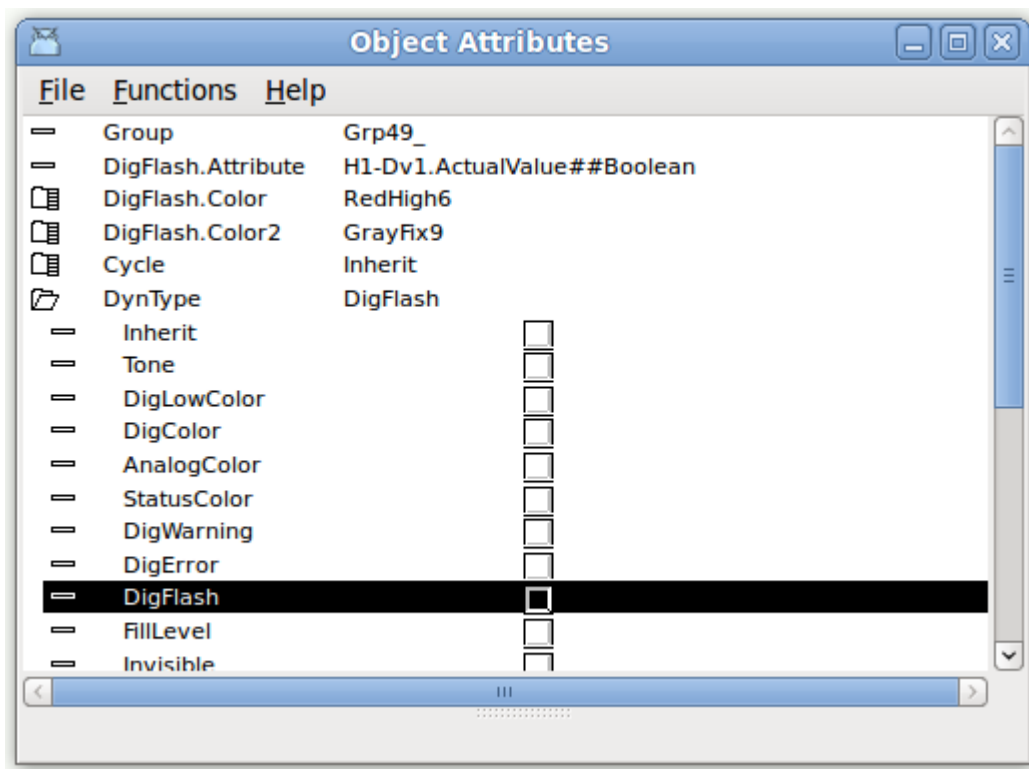 Object Attributes
File Functions Help
Group Grp49_
DigFlash.Attribute H1-Dv1.ActualValue##Boolean
DigFlash.Color RedHigh6
DigFlash.Color2 GrayFix9
Cycle Inherit
DynType DigFlash
Inherit
Tone
DigLowColor
DigColor
AnalogColor
StatusColor
DigWarning
DigError
DigFlash
FillLevel
Invisible